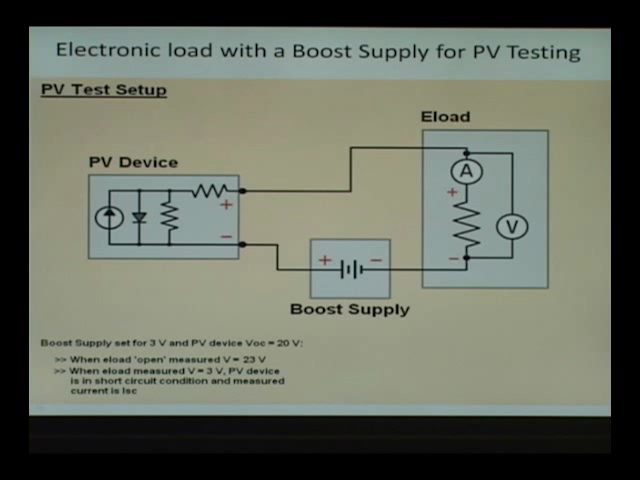 Electronic load with a Boost Supply for PV Testing
PV Test Setup
Eload
PV Device
A
+
+
V
−
−
+ −
Boost Supply
Boost Supply set for 3 V and PV device Voc = 20 V:
>> When eload 'open' measured V = 23 V
>> When eload measured V = 3 V, PV device
is in short circuit condition and measured
current is Isc